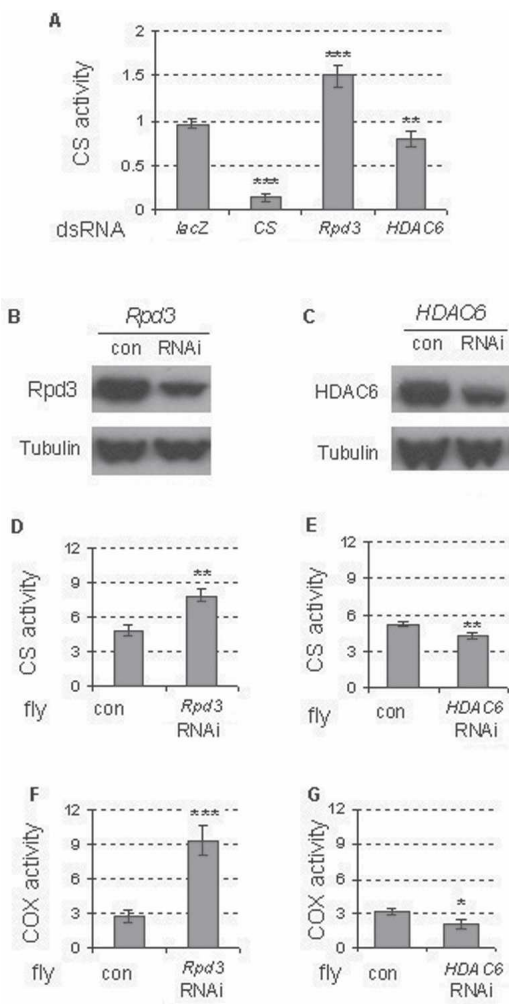 A
CS activity
2
1.5
1
0.5
0
***
***
**
dsRNA lacZ CS Rpd3 HDAC6
B
Rpd3
con RNAi
Rpd3
Tubulin
C
HDAC6
con RNAi
HDAC6
Tubulin
D
CS activity
12
9
6
3
0
**
fly con Rpd3
RNAi
E
CS activity
12
9
6
3
0
**
fly con HDAC6
RNAi
F
COX activity
12
9
6
3
0
***
fly con Rpd3
RNAi
G
COX activity
12
9
6
3
0
*
fly con HDAC6
RNAi